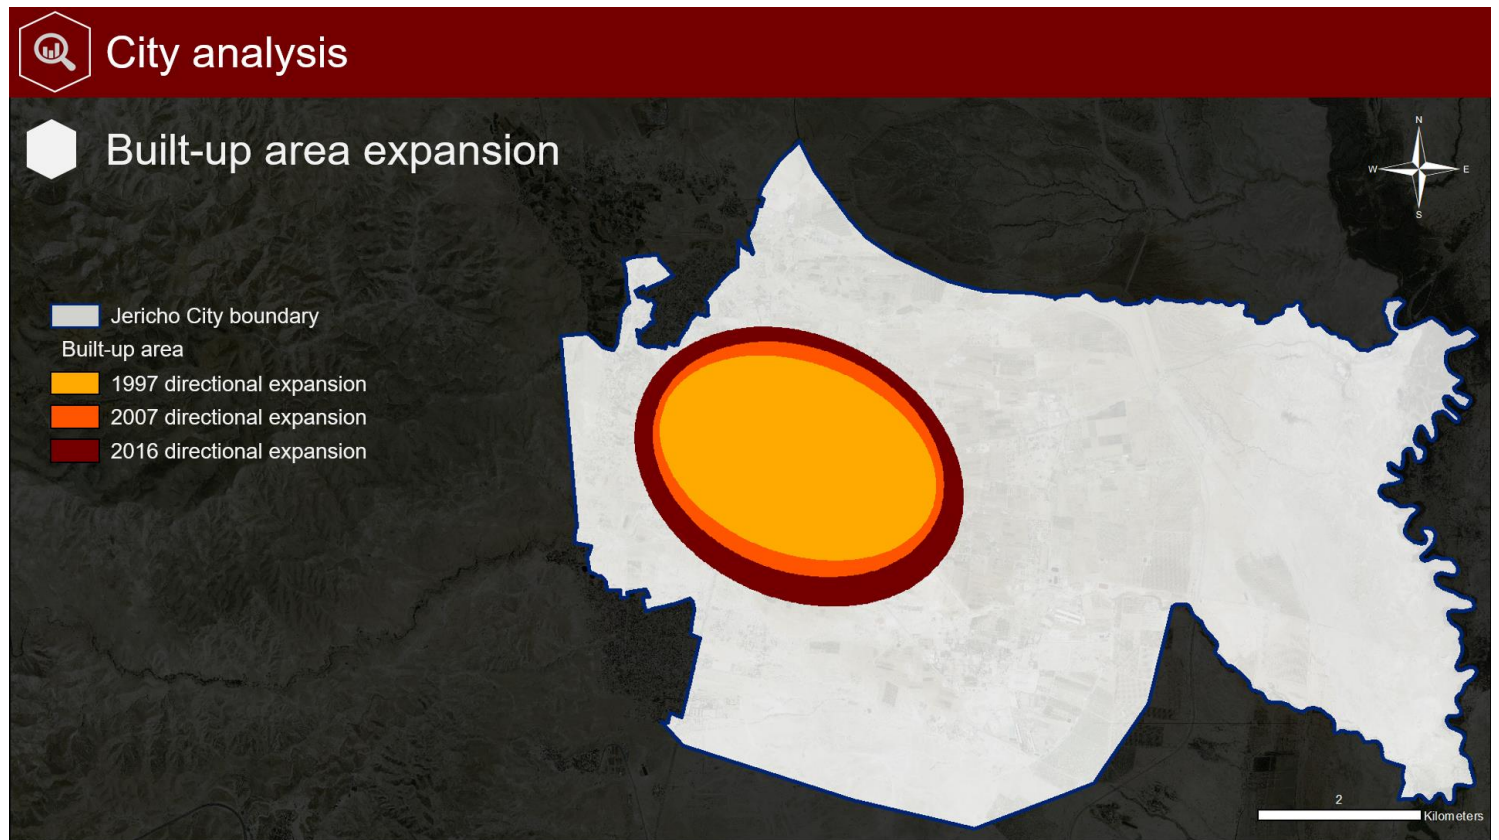 City analysis
Built-up area expansion
N
W E
S
Jericho City boundary
Built-up area
1997 directional expansion
2007 directional expansion
2016 directional expansion
2
Kilometers